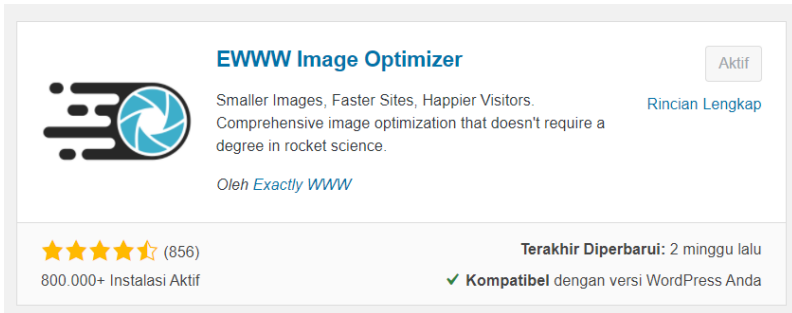 EWWW Image Optimizer
Aktif
Smaller Images, Faster Sites, Happier Visitors.
Rincian Lengkap
Comprehensive image optimization that doesn't require a
degree in rocket science.
Oleh Exactly WWW
(856)
Terakhir Diperbarui: 2 minggu lalu
800.000+ Instalasi Aktif
Kompatibel dengan versi WordPress Anda